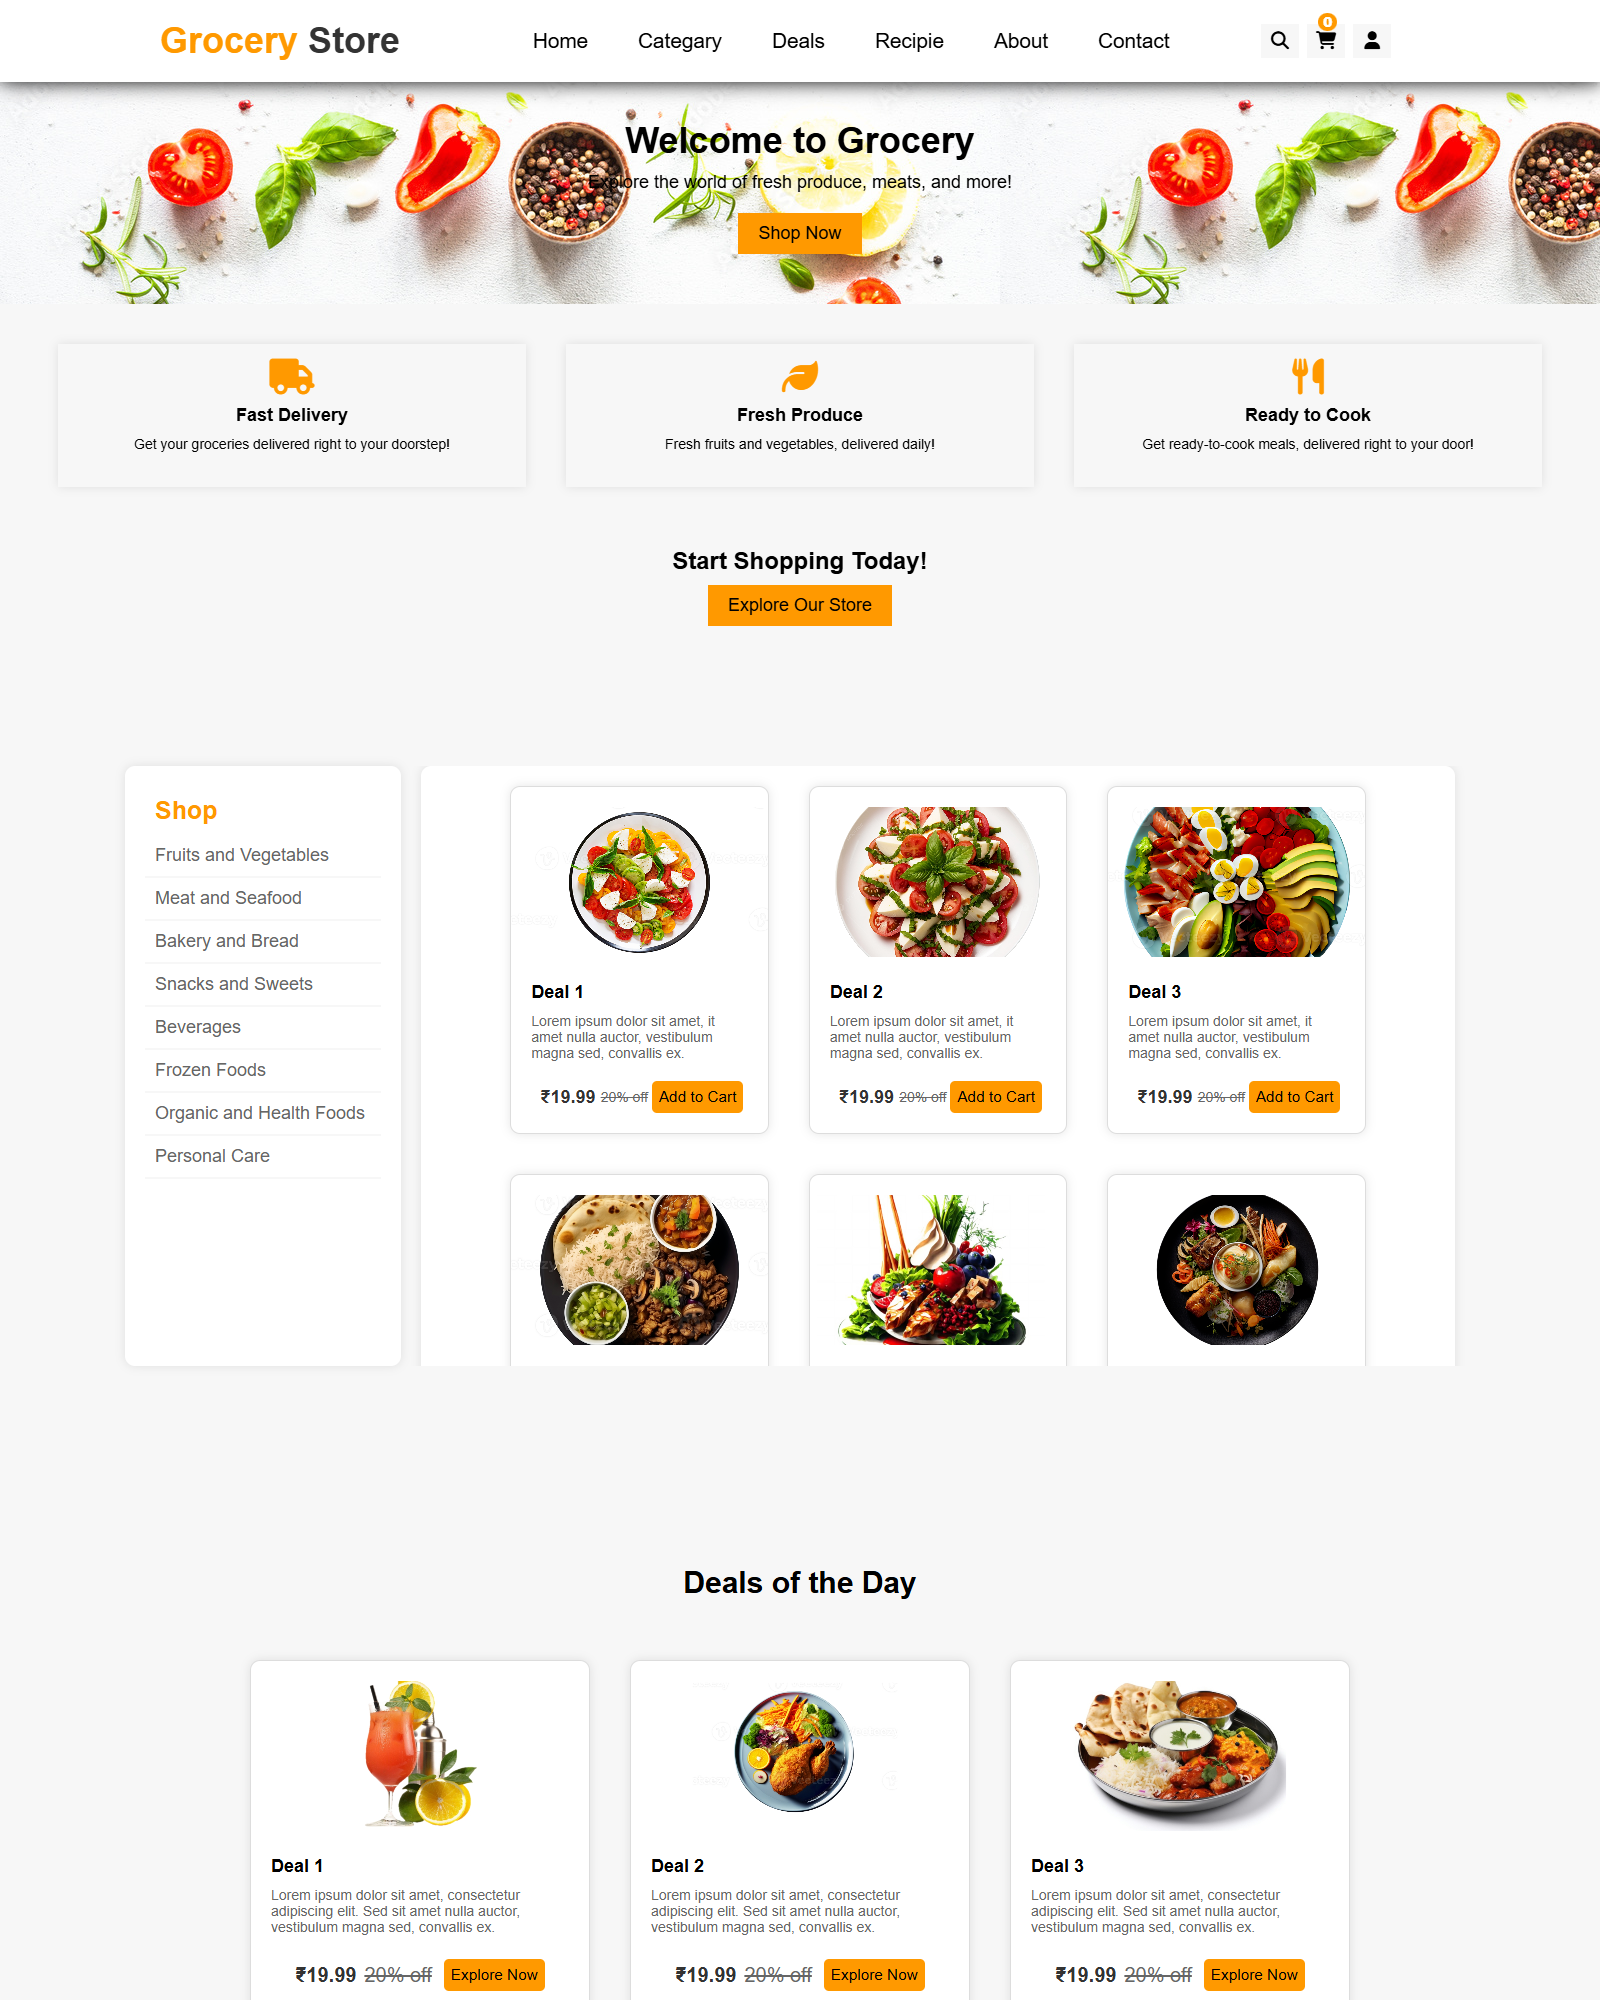 Grocery Store
Home
Categary
Deals
Recipie
About
Contact
0
Welcome to Grocery
Explore the world of fresh produce, meats, and more!
Shop Now
Fast Delivery
Get your groceries delivered right to your doorstep!
Fresh Produce
Fresh fruits and vegetables, delivered daily!
Ready to Cook
Get ready-to-cook meals, delivered right to your door!
Start Shopping Today!
Explore Our Store
Shop
Fruits and Vegetables
Meat and Seafood
Bakery and Bread
Snacks and Sweets
Beverages
Frozen Foods
Organic and Health Foods
Personal Care
Deal 1
Lorem ipsum dolor sit amet, it
amet nulla auctor, vestibulum
magna sed, convallis ex.
₹19.99 20% off Add to Cart
Deal 2
Lorem ipsum dolor sit amet, it
amet nulla auctor, vestibulum
magna sed, convallis ex.
₹19.99 20% off Add to Cart
Deal 3
Lorem ipsum dolor sit amet, it
amet nulla auctor, vestibulum
magna sed, convallis ex.
₹19.99 20% off Add to Cart
Deals of the Day
Deal 1
Lorem ipsum dolor sit amet, consectetur
adipiscing elit. Sed sit amet nulla auctor,
vestibulum magna sed, convallis ex.
₹19.99 20% off Explore Now
Deal 2
Lorem ipsum dolor sit amet, consectetur
adipiscing elit. Sed sit amet nulla auctor,
vestibulum magna sed, convallis ex.
₹19.99 20% off Explore Now
Deal 3
Lorem ipsum dolor sit amet, consectetur
adipiscing elit. Sed sit amet nulla auctor,
vestibulum magna sed, convallis ex.
₹19.99 20% off Explore Now